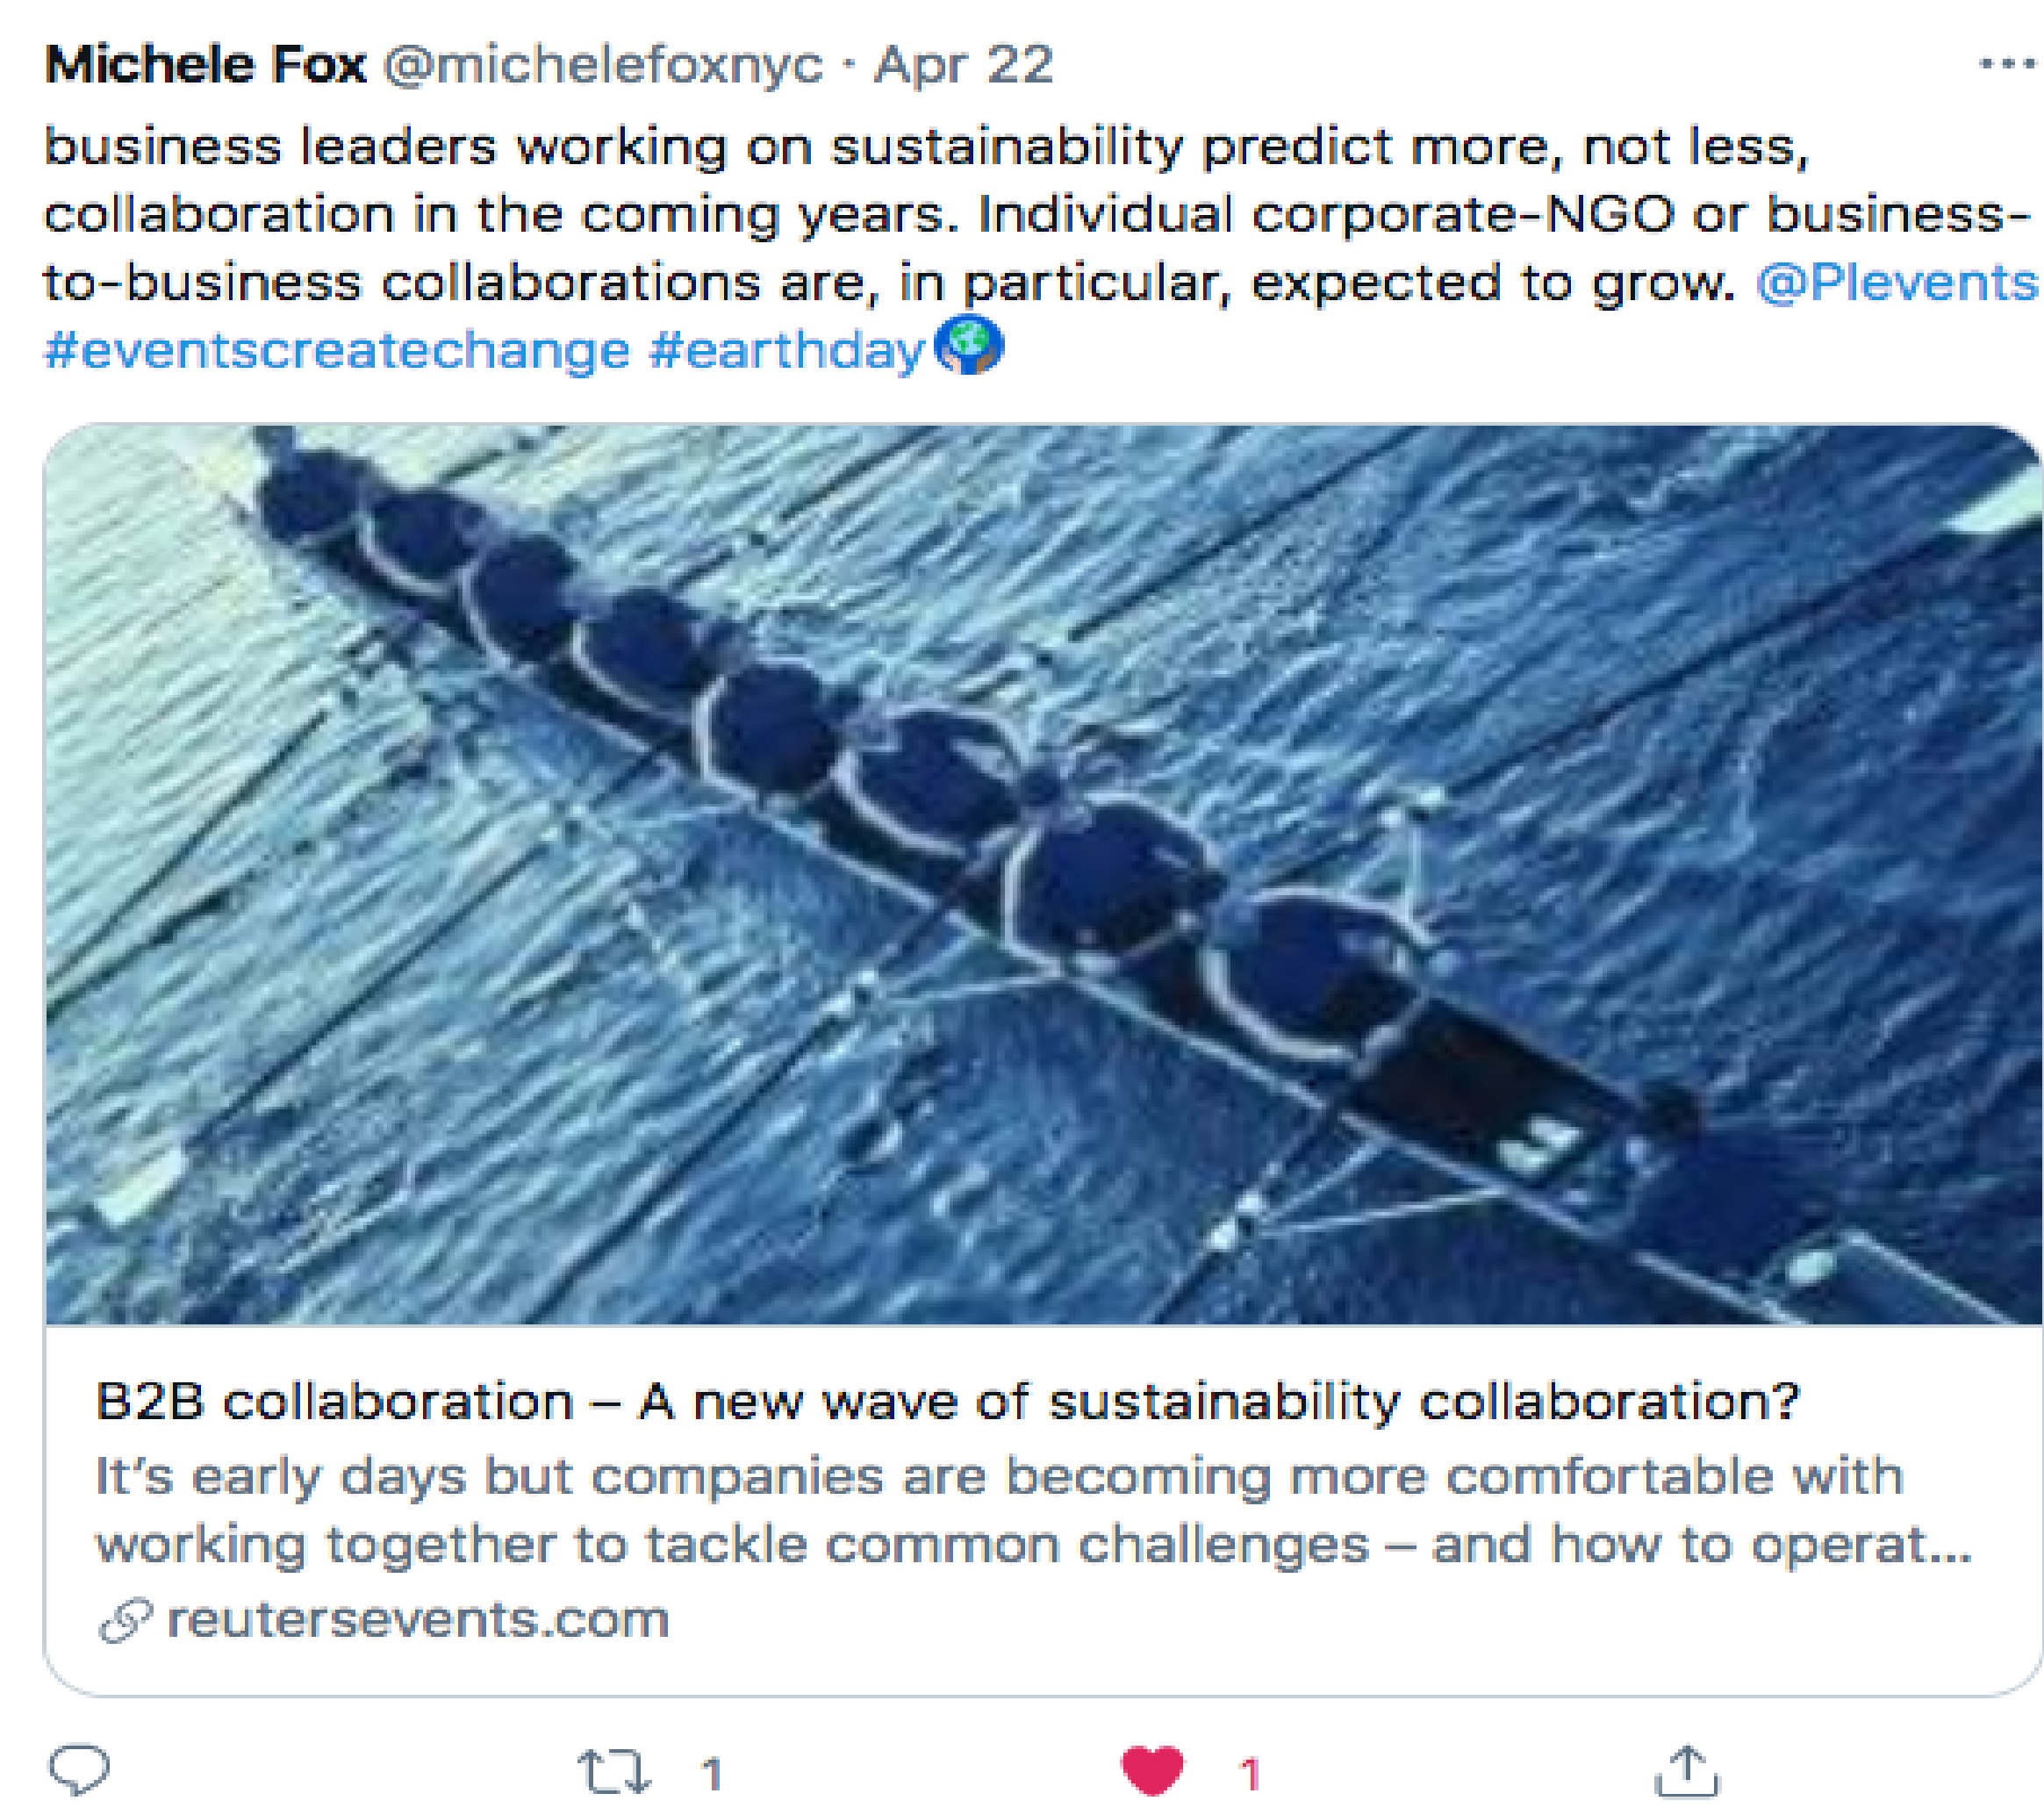 Michele Fox @michelefoxnyc · Apr 22
business leaders working on sustainability predict more, not less,
collaboration in the coming years. Individual corporate-NGO or business-
to-business collaborations are, in particular, expected to grow. @PIevents
#eventscreatechange #earthday
B2B collaboration – A new wave of sustainability collaboration?
It's early days but companies are becoming more comfortable with
working together to tackle common challenges – and how to operat...
reutersevents.com
1
1